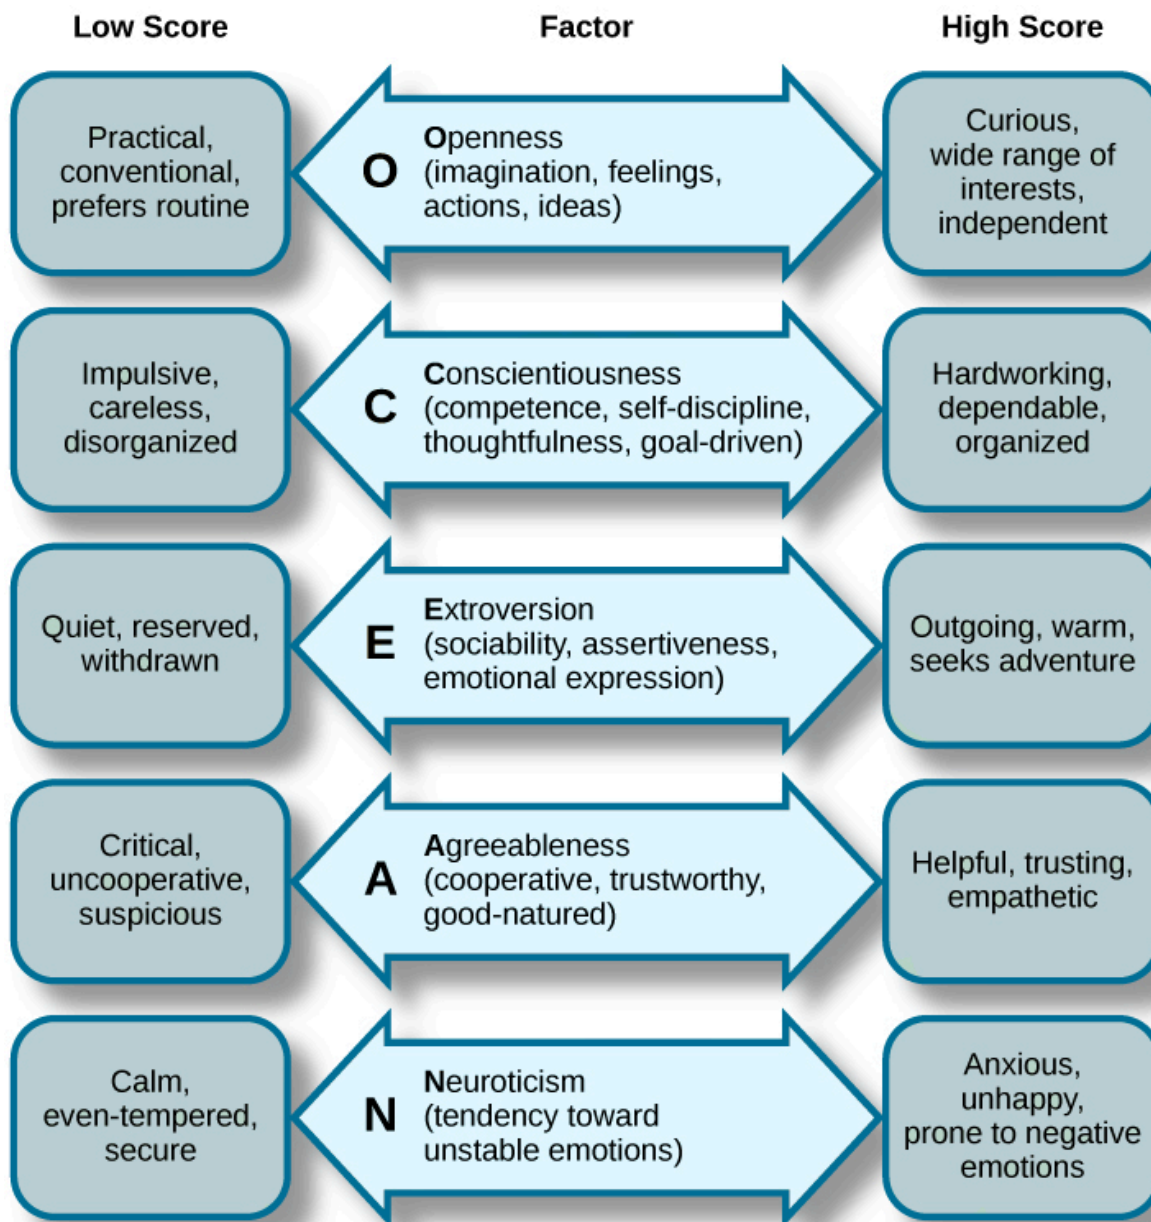 Low Score
Factor
High Score
Practical,
conventional,
prefers routine
O
Openness
(imagination, feelings,
actions, ideas)
Curious,
wide range of
interests,
independent
Impulsive,
careless,
disorganized
C
Conscientiousness
(competence, self-discipline,
thoughtfulness, goal-driven)
Hardworking,
dependable,
organized
Quiet, reserved,
withdrawn
E
Extroversion
(sociability, assertiveness,
emotional expression)
Outgoing, warm,
seeks adventure
Critical,
uncooperative,
suspicious
A
Agreeableness
(cooperative, trustworthy,
good-natured)
Helpful, trusting,
empathetic
Calm,
even-tempered,
secure
N
Neuroticism
(tendency toward
unstable emotions)
Anxious,
unhappy,
prone to negative
emotions